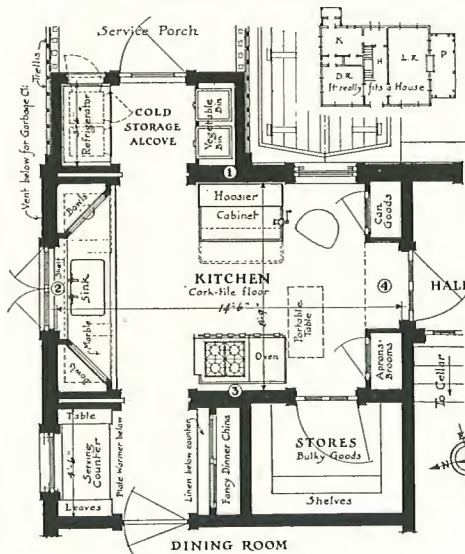 Service Porch
Trellis
Vent below for Garbage Ct.
Refrigerator
COLD
STORAGE
ALCOVE
Vegetable
Bin
Bin
K
H
L.R.
P
D.R.
It really fits a House
①
Bowls
Hoosier
Cabinet
Can.
Goods
②
Shelf
Sink
KITCHEN
Cork-tile floor
14'-6"
④
HALL
Marble
Portable
Table
Bowl
Oven
Aprons-
Brooms
③
To Cellar
Table
Serving
Counter
4'-6"
Leaves
Plate warmer below
Linen below counter
Fancy Dinner China
STORES
Bulky Goods
Shelves
N
DINING ROOM